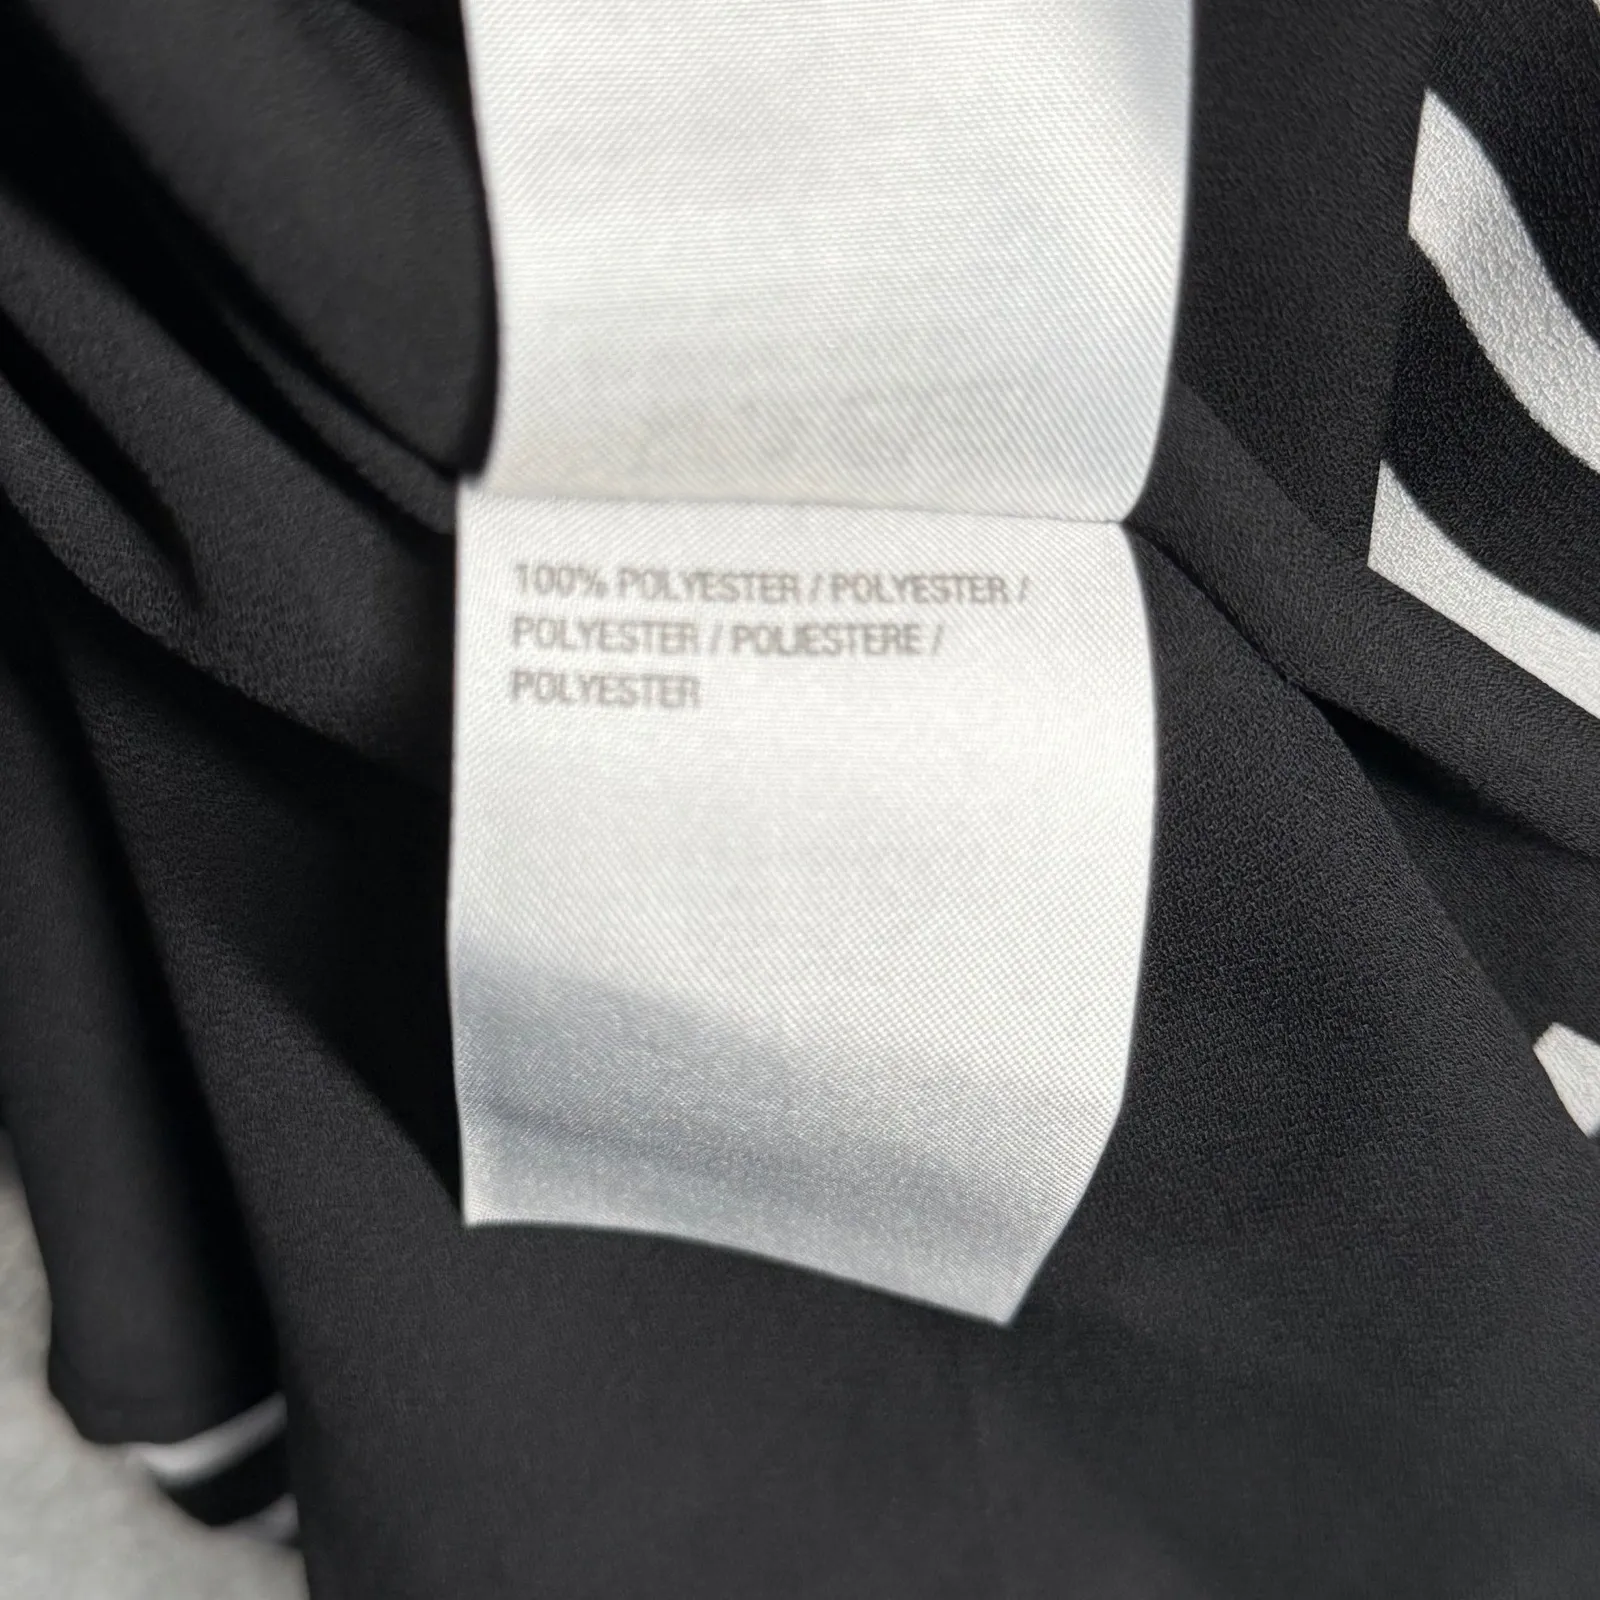 100% POLYESTER / POLYESTER /
POLYESTER / POLIESTERE /
POLYESTER